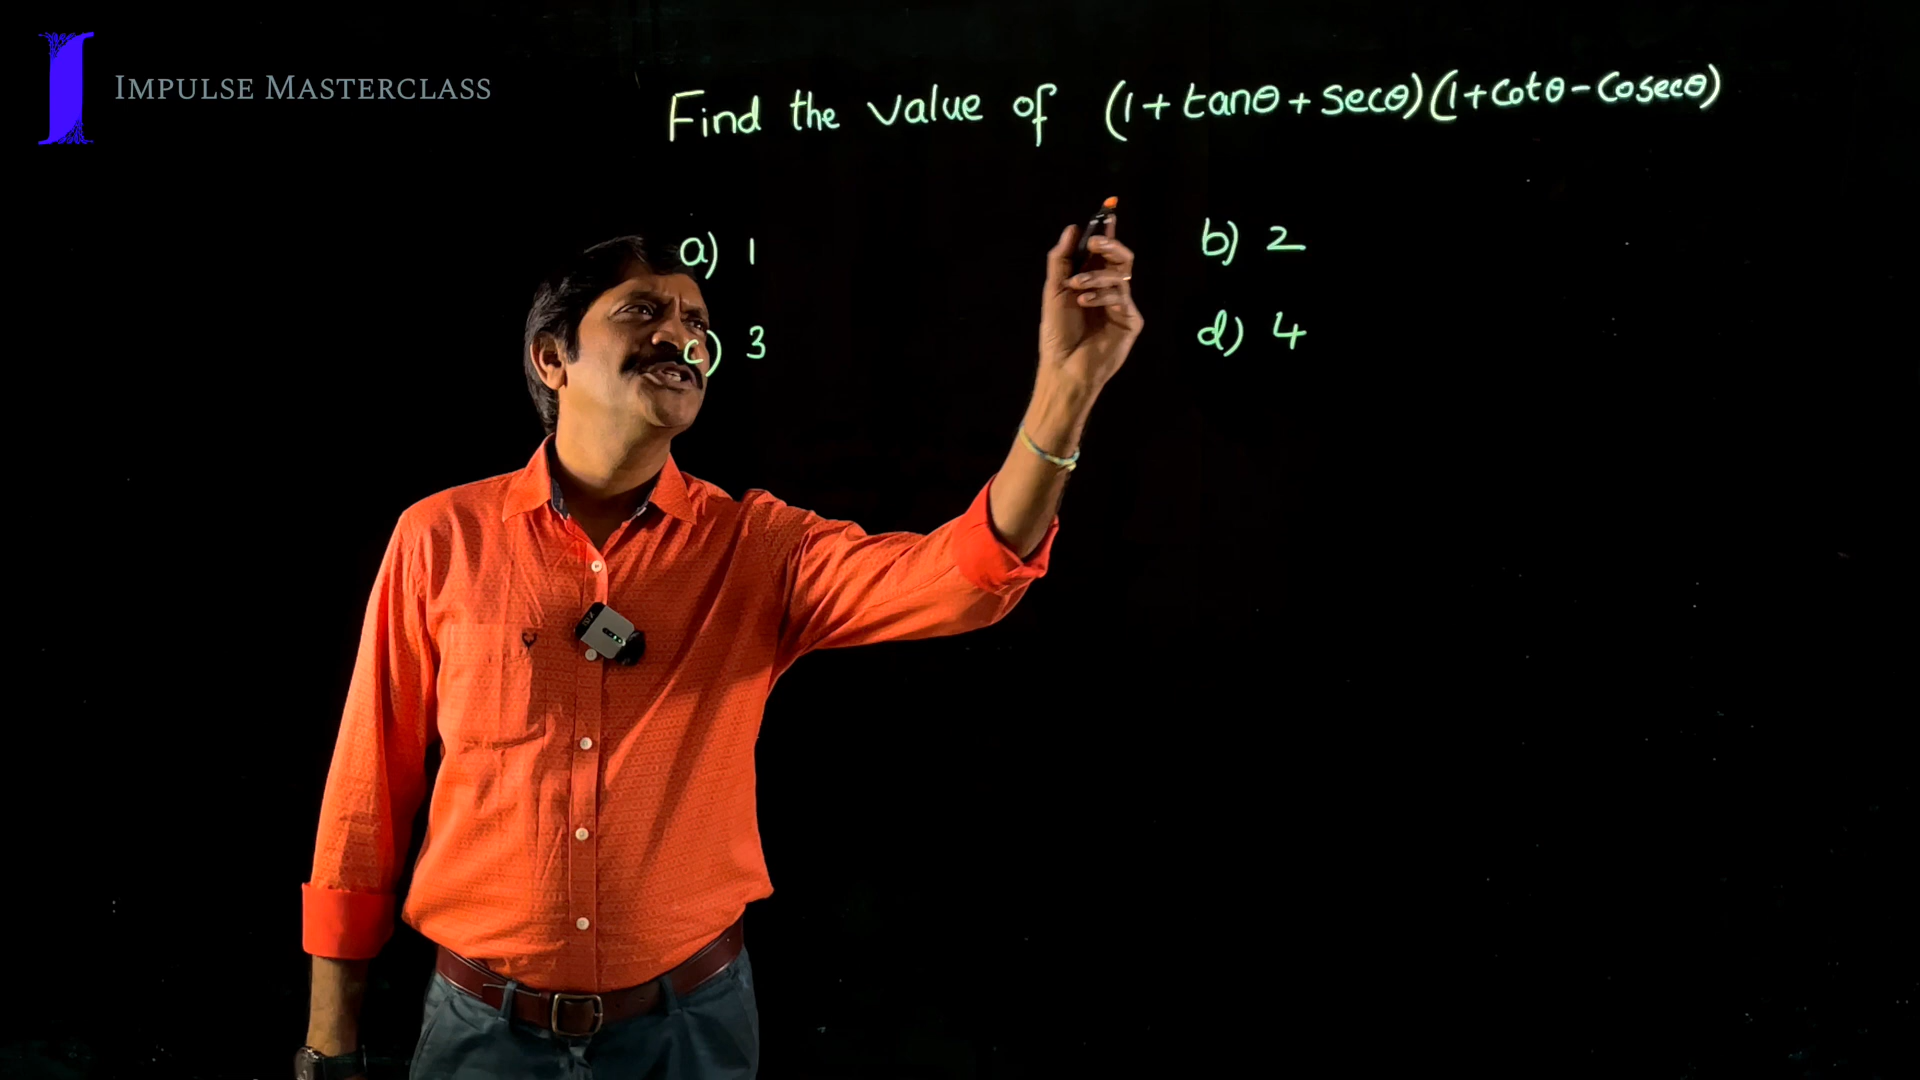 IMPULSE MASTERCLASS
Find the value of (1+tanθ+secθ)(1+cotθ-cosecθ)
a) 1 b) 2
c) 3 d) 4